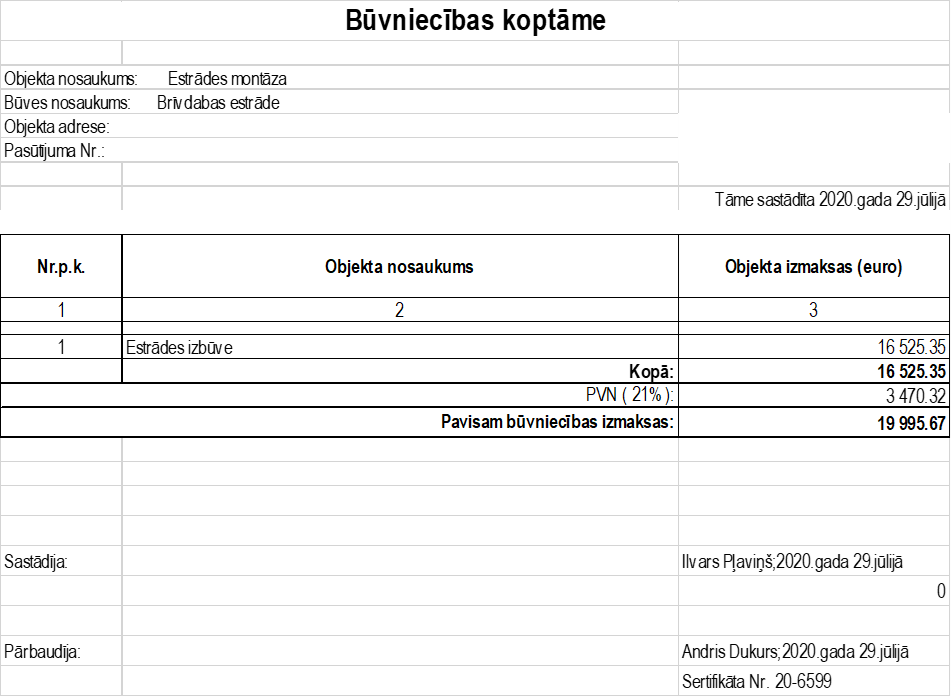 Būvniecības koptāme
Objekta nosaukums: Estrādes montāza
Būves nosaukums: Brīvdabas estrāde
Objekta adrese:
Pasūtījuma Nr.:
Tāme sastādīta 2020.gada 29.jūlijā
Nr.p.k. Objekta nosaukums Objekta izmaksas (euro)
1 2 3
1 Estrādes izbūve 16 525.35
Kopā: 16 525.35
PVN ( 21% ): 3 470.32
Pavisam būvniecības izmaksas: 19 995.67
Sastādīja: Ilvars Pļaviņš;2020.gada 29.jūlijā
0
Pārbaudīja: Andris Dukurs;2020.gada 29.jūlijā
Sertifikāta Nr. 20-6599